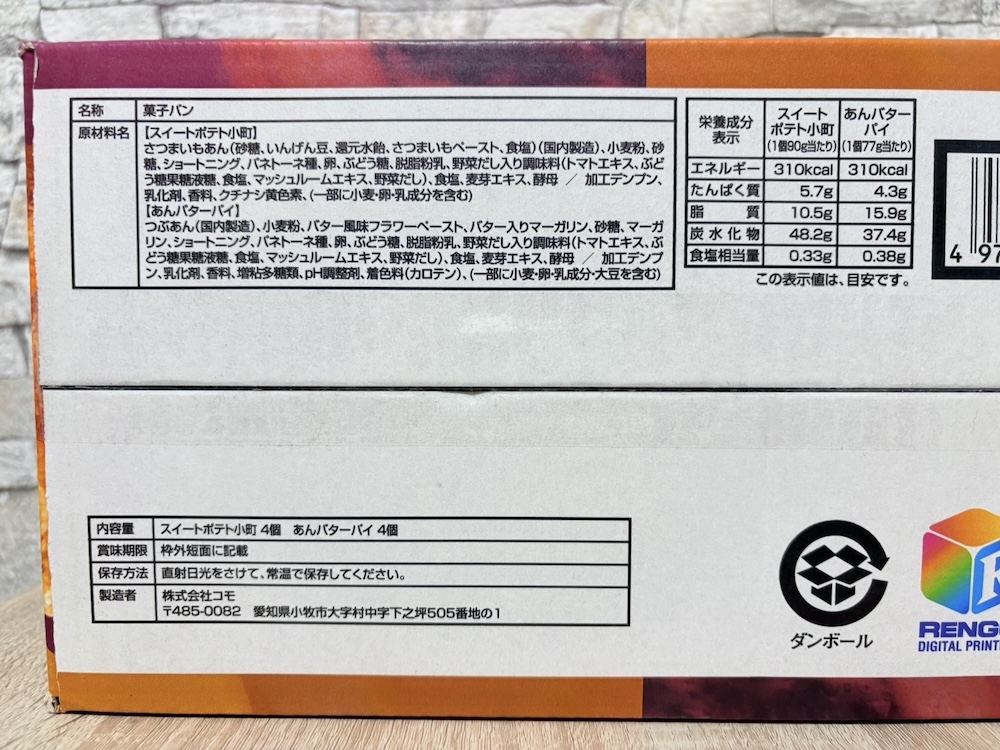 名称 菓子パン
原材料名 【スイートポテト小町】
さつまいもあん(砂糖、いんげん豆、還元水飴、さつまいもペースト、食塩)(国内製造)、小麦粉、砂
糖、ショートニング、パネトーネ種、卵、ぶどう糖、脱脂粉乳、野菜だし入り調味料(トマトエキス、ぶど
う糖果糖液糖、食塩、マッシュルームエキス、野菜だし)、食塩、麦芽エキス、酵母 / 加工デンプン、
乳化剤、香料、クチナシ黄色素、(一部に小麦・卵・乳成分を含む)
【あんバターパイ】
つぶあん(国内製造)、小麦粉、バター風味フラワーペースト、バター入りマーガリン、砂糖、マーガ
リン、ショートニング、パネトーネ種、卵、ぶどう糖、脱脂粉乳、野菜だし入り調味料(トマトエキス、ぶ
どう糖果糖液糖、食塩、マッシュルームエキス、野菜だし)、食塩、麦芽エキス、酵母 / 加工デンプ
ン、乳化剤、香料、増粘多糖類、pH調整剤、着色料(カロテン)、(一部に小麦・卵・乳成分・大豆を含む)
栄養成分表示 スイートポテト小町(1個90g当たり) あんバターパイ(1個77g当たり)
エネルギー 310kcal 310kcal
たんぱく質 5.7g 4.3g
脂質 10.5g 15.9g
炭水化物 48.2g 37.4g
食塩相当量 0.33g 0.38g
この表示値は、目安です。
4 97
内容量 スイートポテト小町 4個 あんバターパイ 4個
賞味期限 枠外短面に記載
保存方法 直射日光をさけて、常温で保存してください。
製造者 株式会社コモ
〒485-0082 愛知県小牧市大字村中字下之坪505番地の1
ダンボール
RENG
DIGITAL PRINT